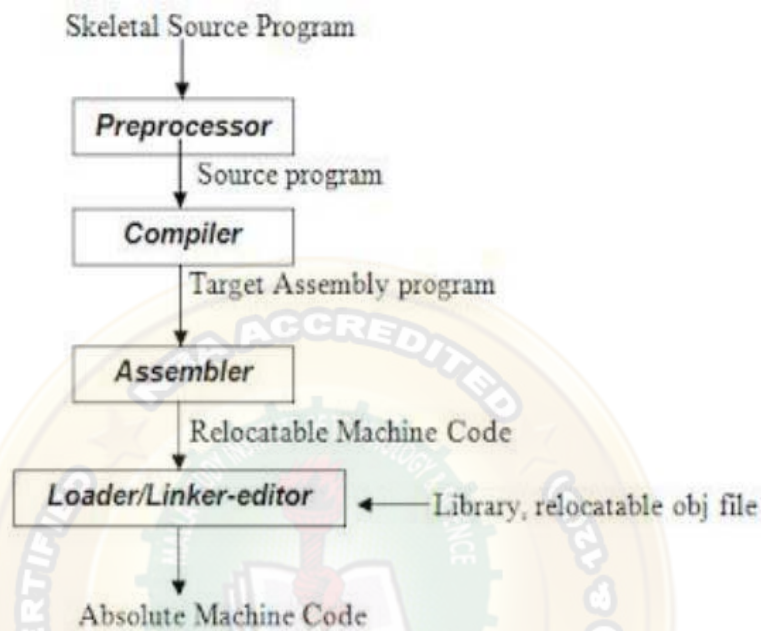 Skeletal Source Program
Preprocessor
Source program
Compiler
Target Assembly program
Assembler
Relocatable Machine Code
Loader/Linker-editor
Library, relocatable obj file
Absolute Machine Code
ACCREDITED